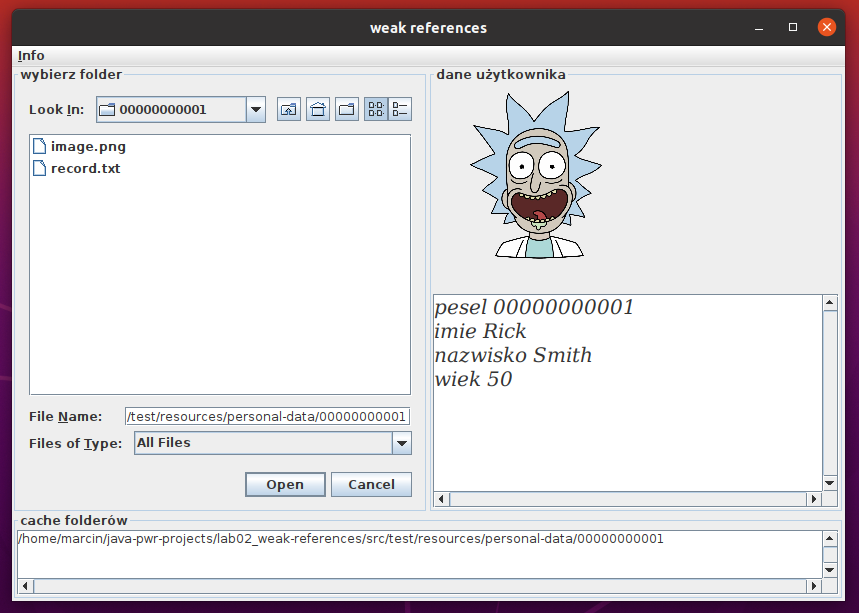 weak references
Info
wybierz folder
Look In:
00000000001
image.png
record.txt
File Name:
/test/resources/personal-data/00000000001
Files of Type:
All Files
Open
Cancel
dane użytkownika
pesel 00000000001
imie Rick
nazwisko Smith
wiek 50
cache folderów
/home/marcin/java-pwr-projects/lab02_weak-references/src/test/resources/personal-data/00000000001